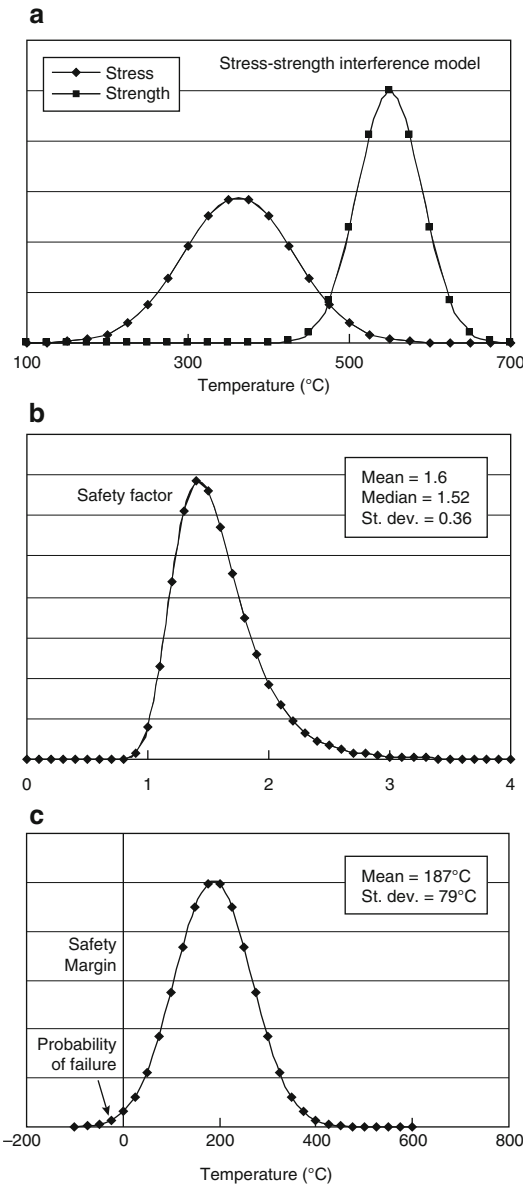 a
Stress
Strength
Stress-strength interference model
100 300 500 700
Temperature (°C)
b
Safety factor
Mean = 1.6
Median = 1.52
St. dev. = 0.36
0 1 2 3 4
c
Mean = 187°C
St. dev. = 79°C
Safety
Margin
Probability
of failure
–200 0 200 400 600 800
Temperature (°C)